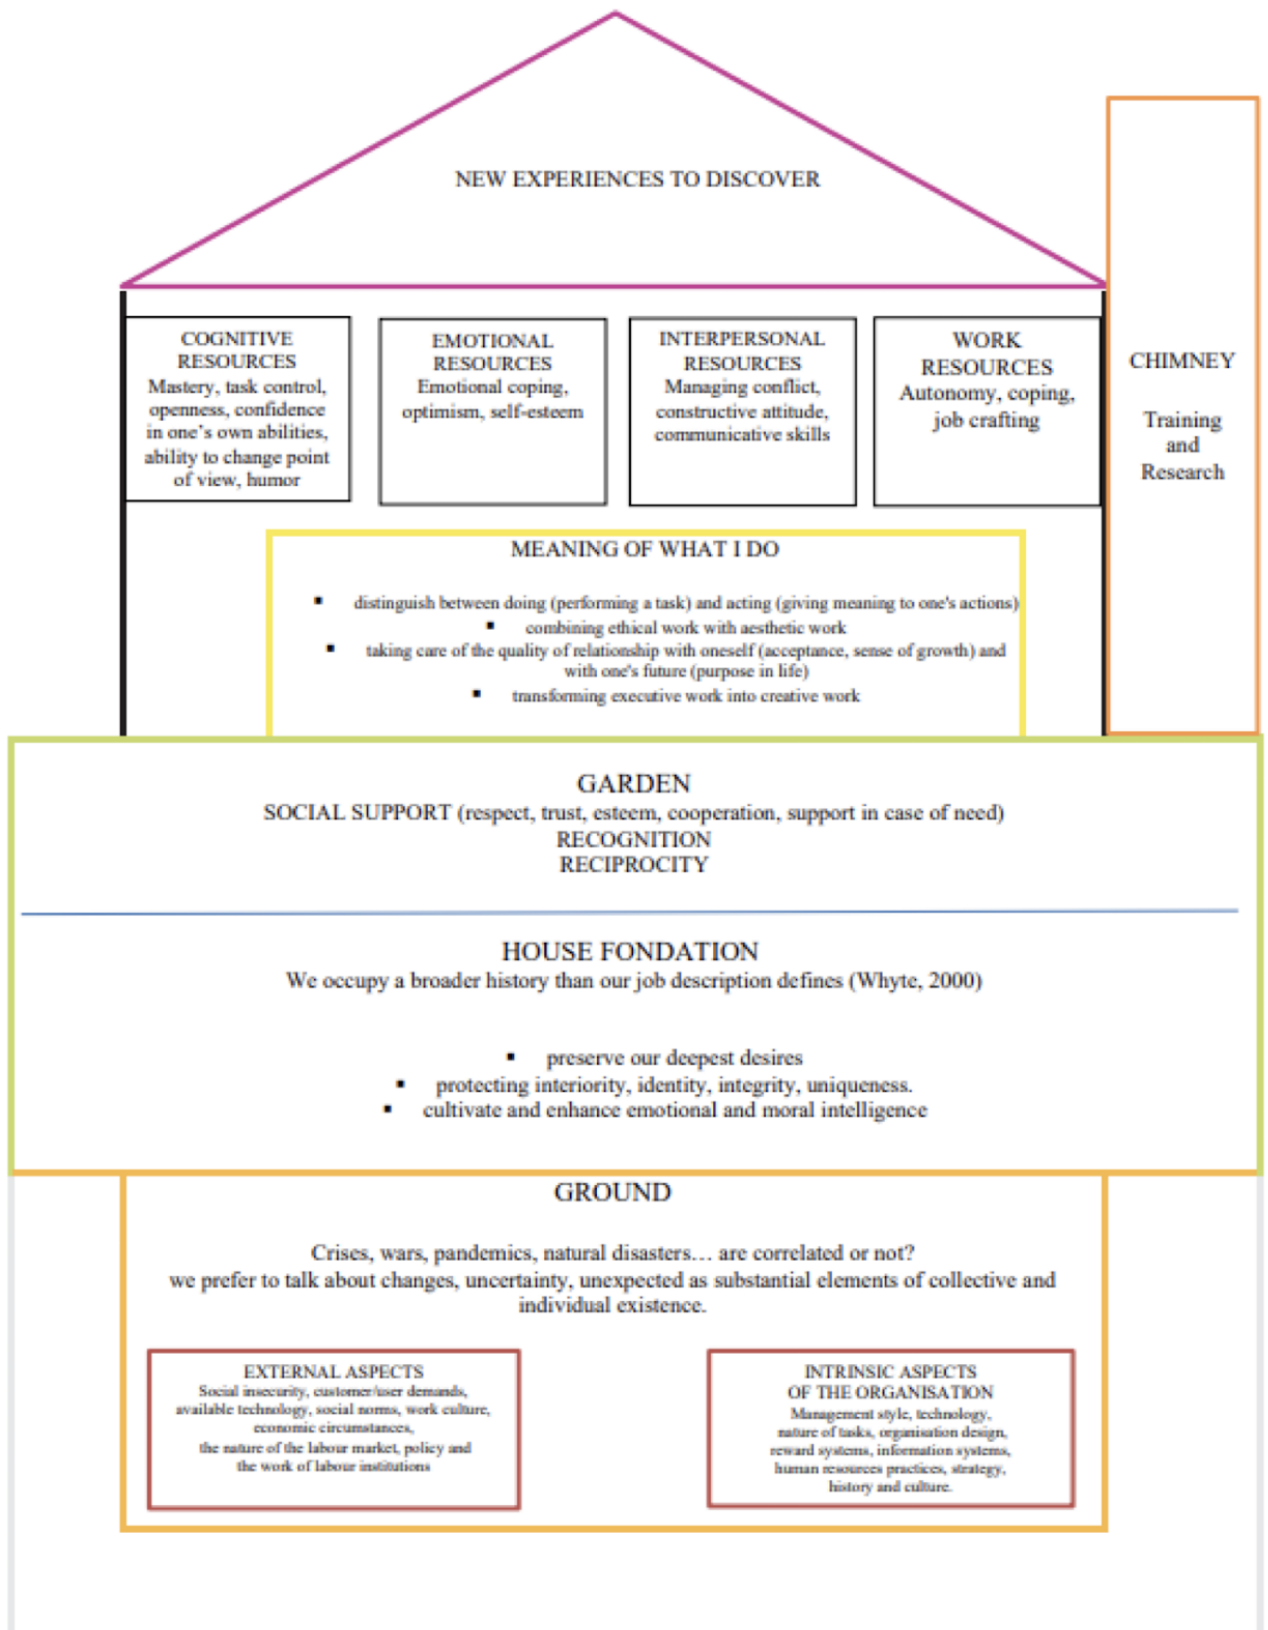 NEW EXPERIENCES TO DISCOVER
COGNITIVE
RESOURCES
Mastery, task control,
openness, confidence
in one's own abilities,
ability to change point
of view, humor
EMOTIONAL
RESOURCES
Emotional coping,
optimism, self-esteem
INTERPERSONAL
RESOURCES
Managing conflict,
constructive attitude,
communicative skills
WORK
RESOURCES
Autonomy, coping,
job crafting
CHIMNEY
Training
and
Research
MEANING OF WHAT I DO
▪ distinguish between doing (performing a task) and acting (giving meaning to one's actions)
▪ combining ethical work with aesthetic work
▪ taking care of the quality of relationship with oneself (acceptance, sense of growth) and
with one's future (purpose in life)
▪ transforming executive work into creative work
GARDEN
SOCIAL SUPPORT (respect, trust, esteem, cooperation, support in case of need)
RECOGNITION
RECIPROCITY
HOUSE FONDATION
We occupy a broader history than our job description defines (Whyte, 2000)
▪ preserve our deepest desires
▪ protecting interiority, identity, integrity, uniqueness.
▪ cultivate and enhance emotional and moral intelligence
GROUND
Crises, wars, pandemics, natural disasters… are correlated or not?
we prefer to talk about changes, uncertainty, unexpected as substantial elements of collective and
individual existence.
EXTERNAL ASPECTS
Social insecurity, customer/user demands,
available technology, social norms, work culture,
economic circumstances,
the nature of the labour market, policy and
the work of labour institutions
INTRINSIC ASPECTS
OF THE ORGANISATION
Management style, technology,
nature of tasks, organisation design,
reward systems, information systems,
human resources practices, strategy,
history and culture.